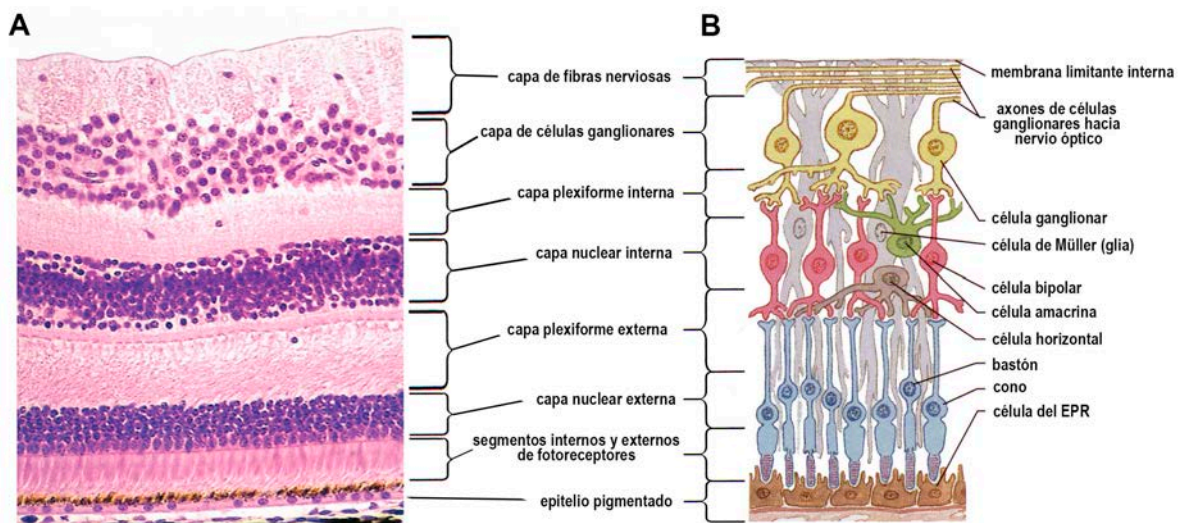 A
B
capa de fibras nerviosas
capa de células ganglionares
capa plexiforme interna
capa nuclear interna
capa plexiforme externa
capa nuclear externa
segmentos internos y externos
de fotoreceptores
epitelio pigmentado
membrana limitante interna
axones de células
ganglionares hacia
nervio óptico
célula ganglionar
célula de Müller (glia)
célula bipolar
célula amacrina
célula horizontal
bastón
cono
célula del EPR